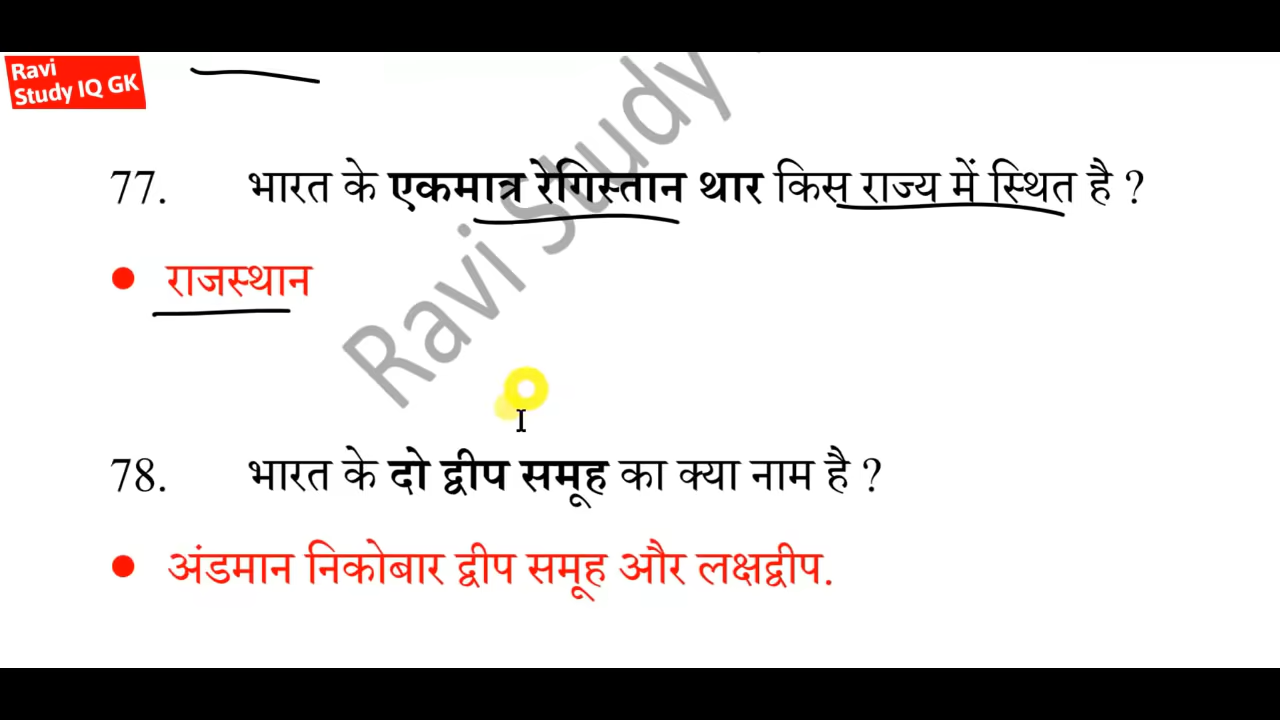 Ravi
Study IQ GK
77. भारत के एकमात्र रेगिस्तान थार किस राज्य में स्थित है ?
• राजस्थान
Ravi Study
78. भारत के दो द्वीप समूह का क्या नाम है ?
• अंडमान निकोबार द्वीप समूह और लक्षद्वीप.